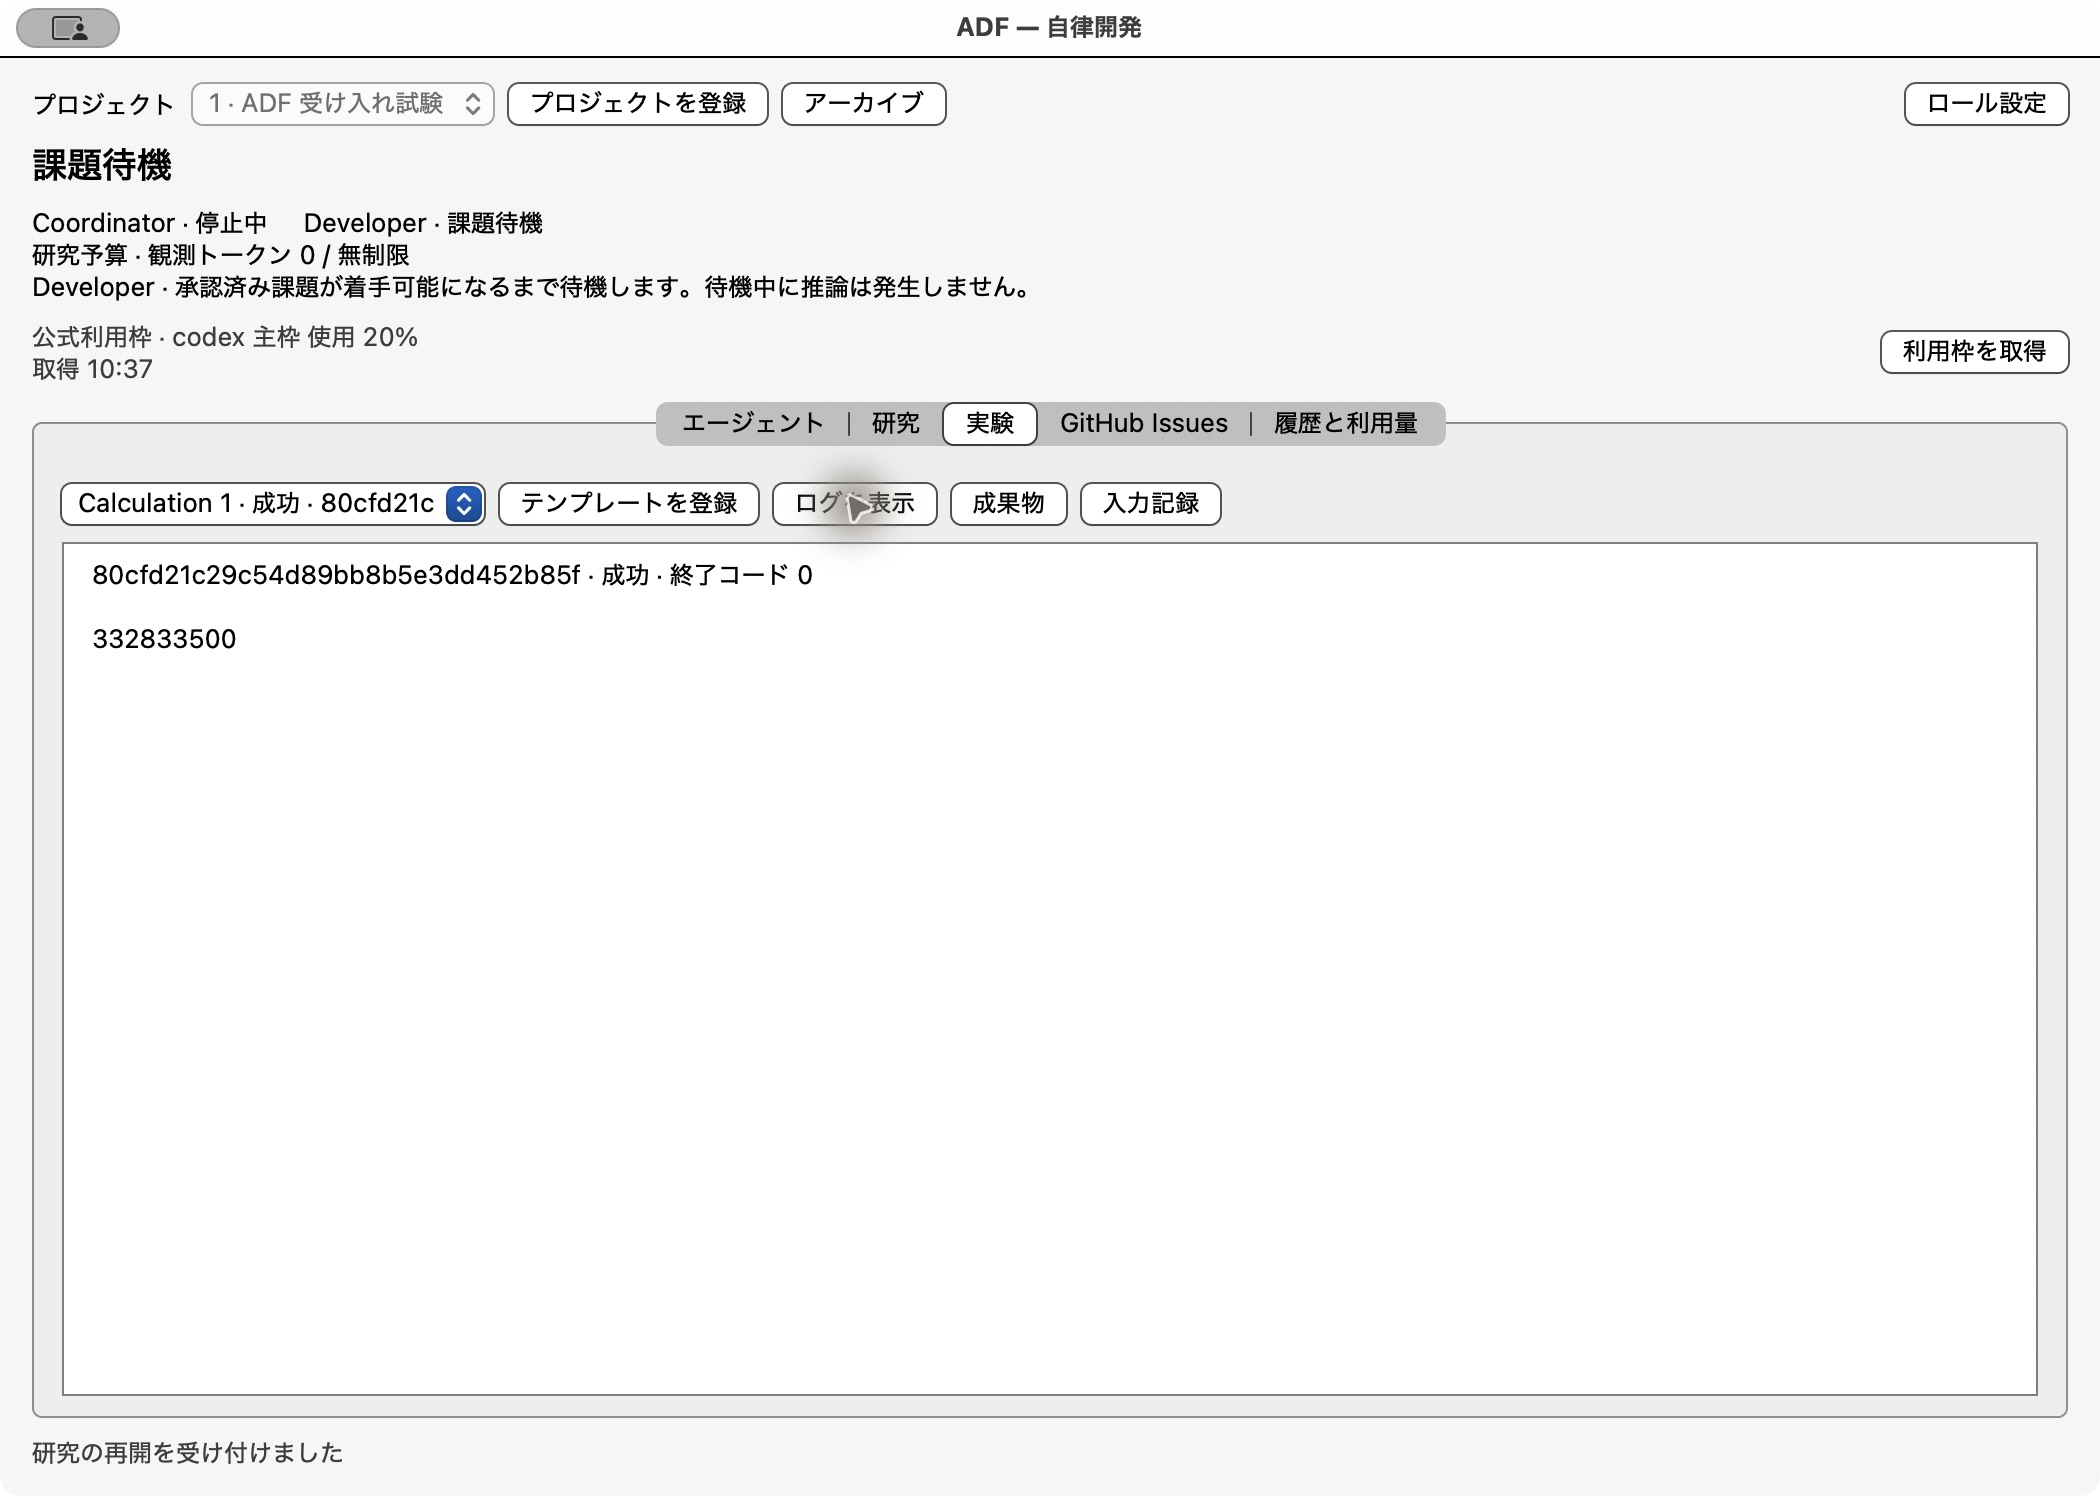 ADF — 自律開発
プロジェクト 1 · ADF 受け入れ試験 プロジェクトを登録 アーカイブ ロール設定
課題待機
Coordinator · 停止中 Developer · 課題待機
研究予算 · 観測トークン 0 / 無制限
Developer · 承認済み課題が着手可能になるまで待機します。待機中に推論は発生しません。
公式利用枠 · codex 主枠 使用 20%
取得 10:37
利用枠を取得
エージェント | 研究 実験 GitHub Issues | 履歴と利用量
Calculation 1 · 成功 · 80cfd21c テンプレートを登録 ログを表示 成果物 入力記録
80cfd21c29c54d89bb8b5e3dd452b85f · 成功 · 終了コード 0
332833500
研究の再開を受け付けました